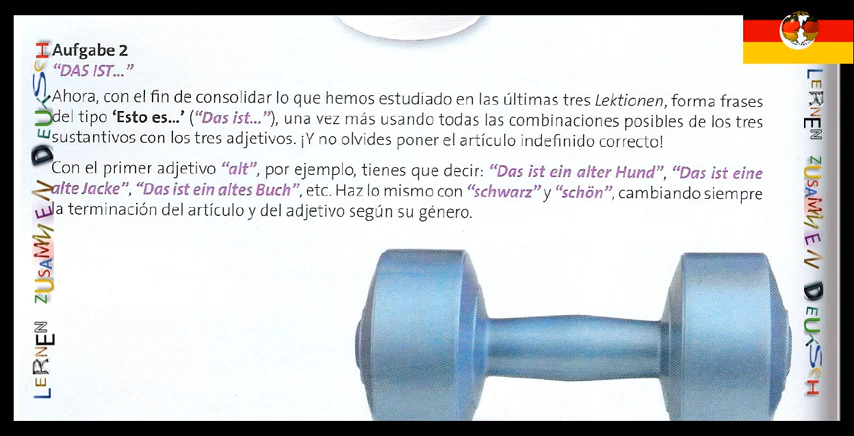 Aufgabe 2
"DAS IST..."
Ahora, con el fin de consolidar lo que hemos estudiado en las últimas tres Lektionen, forma frases
del tipo 'Esto es...' ("Das ist..."), una vez más usando todas las combinaciones posibles de los tres
sustantivos con los tres adjetivos. ¡Y no olvides poner el artículo indefinido correcto!
Con el primer adjetivo "alt", por ejemplo, tienes que decir: "Das ist ein alter Hund", "Das ist eine
alte Jacke", "Das ist ein altes Buch", etc. Haz lo mismo con "schwarz" y "schön", cambiando siempre
la terminación del artículo y del adjetivo según su género.
LERNEN ZUSAMMEN DEUKSCH
LERNEN ZUSAMMEN DEUKSCH